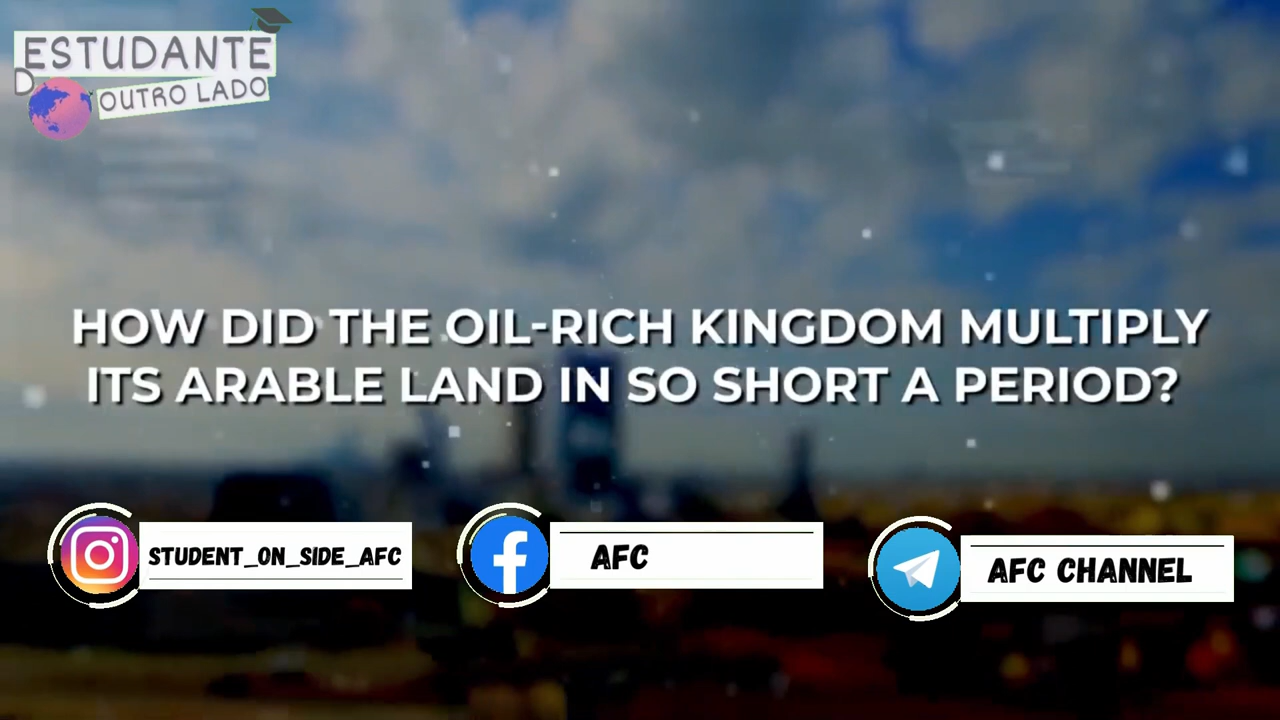 ESTUDANTE
DO
OUTRO LADO
HOW DID THE OIL-RICH KINGDOM MULTIPLY
ITS ARABLE LAND IN SO SHORT A PERIOD?
STUDENT_ON_SIDE_AFC
AFC
AFC CHANNEL